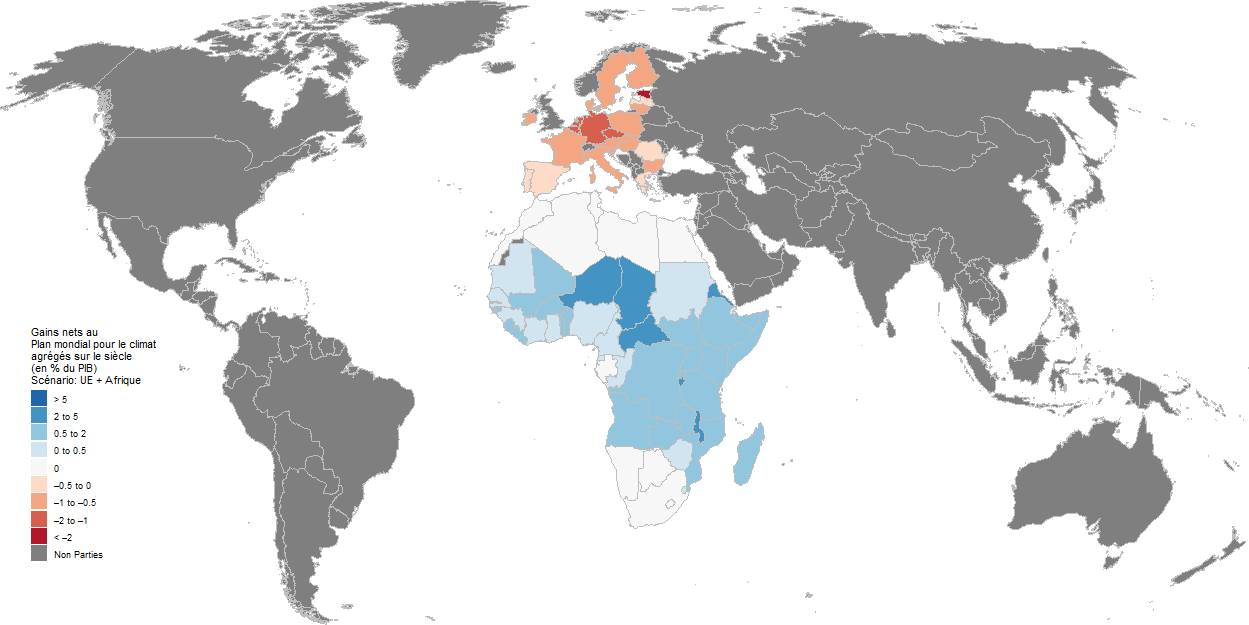 Gains nets au
Plan mondial pour le climat
agrégés sur le siècle
(en % du PIB)
Scénario: UE + Afrique
> 5
2 to 5
0.5 to 2
0 to 0.5
0
–0.5 to 0
–1 to –0.5
–2 to –1
< –2
Non Parties